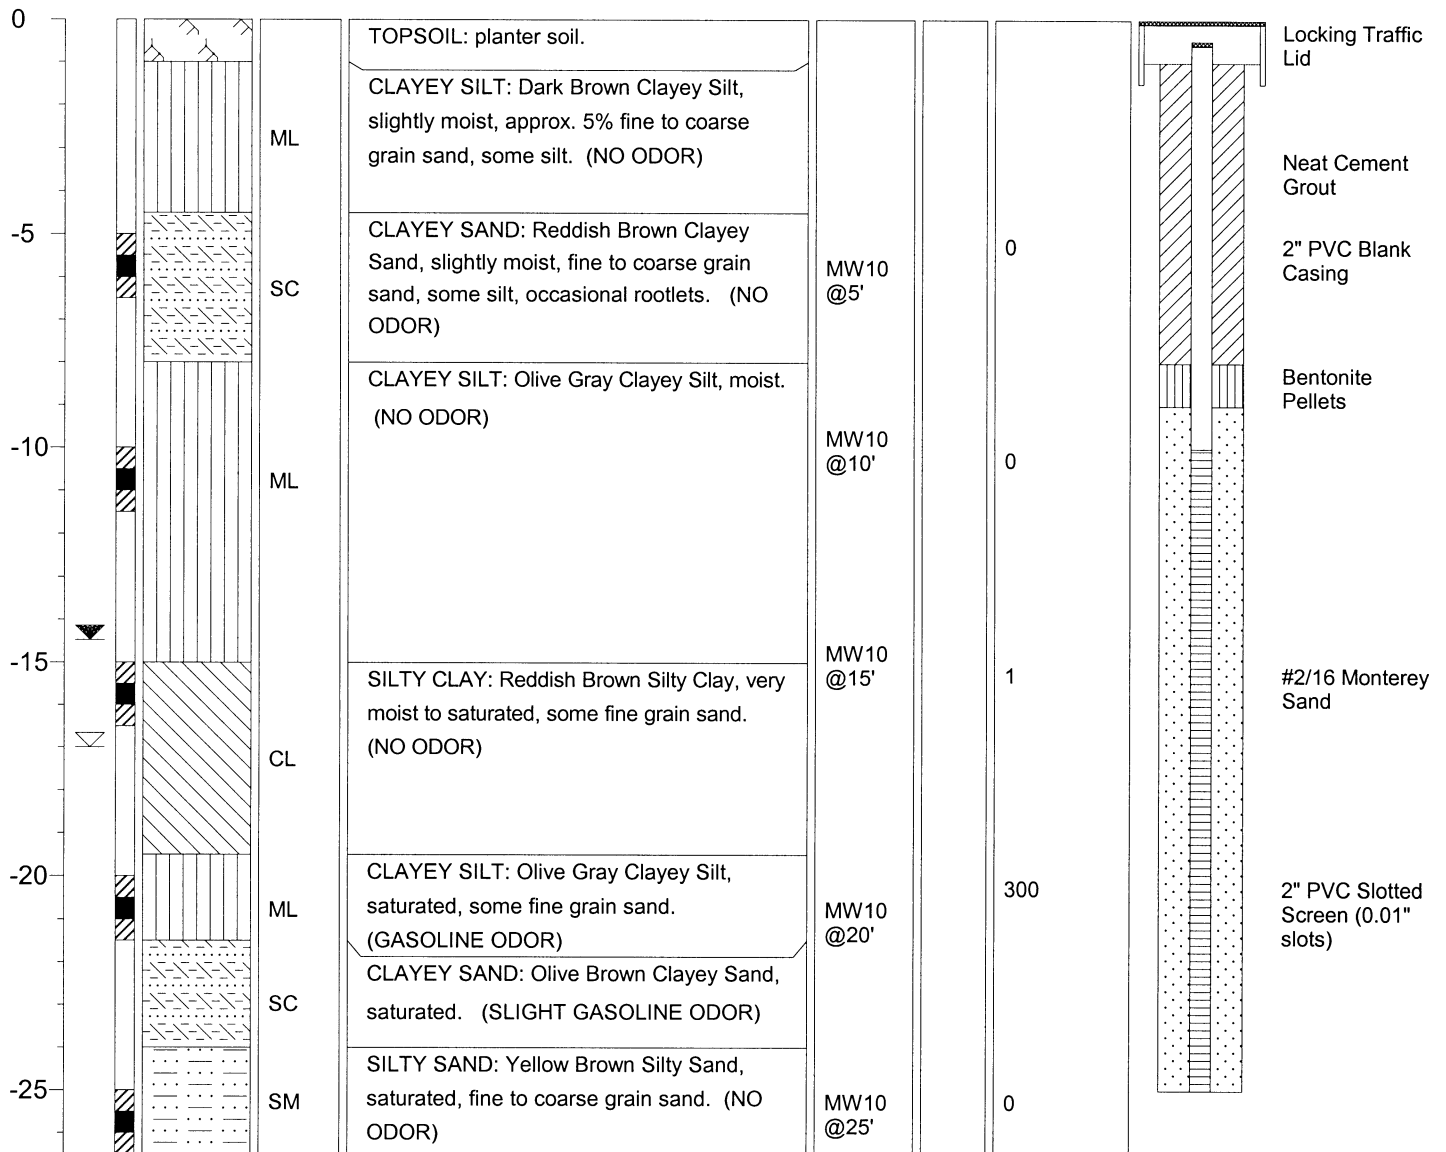 0
TOPSOIL: planter soil.
Locking Traffic
Lid
CLAYEY SILT: Dark Brown Clayey Silt,
slightly moist, approx. 5% fine to coarse
grain sand, some silt. (NO ODOR)
ML
Neat Cement
Grout
-5
CLAYEY SAND: Reddish Brown Clayey
Sand, slightly moist, fine to coarse grain
sand, some silt, occasional rootlets. (NO
ODOR)
SC
MW10
@5'
0
2" PVC Blank
Casing
CLAYEY SILT: Olive Gray Clayey Silt, moist.
(NO ODOR)
Bentonite
Pellets
-10
ML
MW10
@10'
0
-15
SILTY CLAY: Reddish Brown Silty Clay, very
moist to saturated, some fine grain sand.
(NO ODOR)
CL
MW10
@15'
1
#2/16 Monterey
Sand
-20
CLAYEY SILT: Olive Gray Clayey Silt,
saturated, some fine grain sand.
(GASOLINE ODOR)
ML
MW10
@20'
300
2" PVC Slotted
Screen (0.01"
slots)
CLAYEY SAND: Olive Brown Clayey Sand,
saturated. (SLIGHT GASOLINE ODOR)
SC
-25
SILTY SAND: Yellow Brown Silty Sand,
saturated, fine to coarse grain sand. (NO
ODOR)
SM
MW10
@25'
0